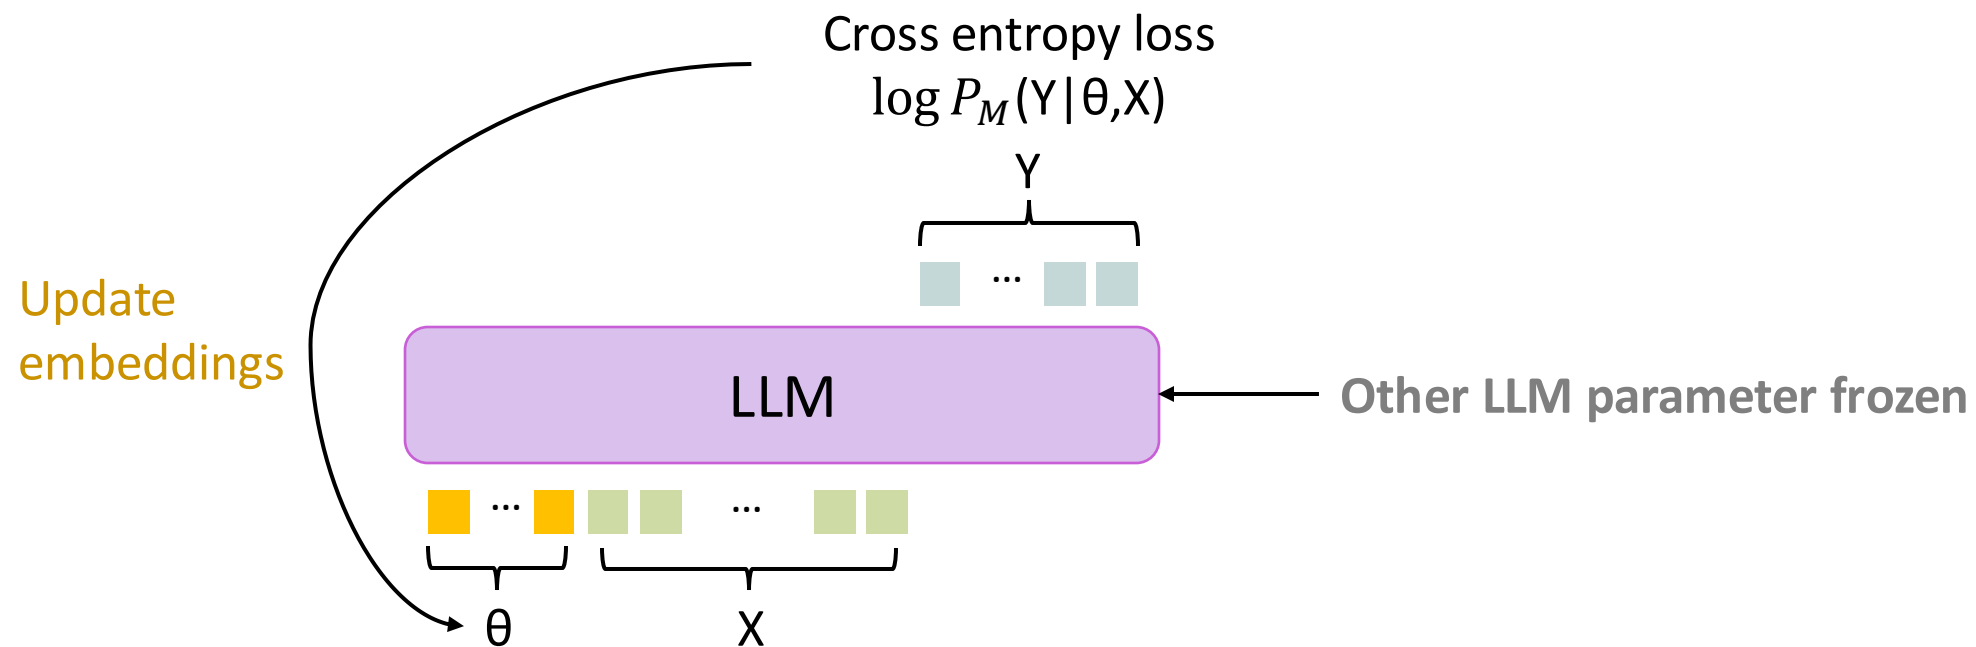 Cross entropy loss
log P_M(Y|θ,X)
Y
...
Update
embeddings
LLM
Other LLM parameter frozen
... ...
θ X